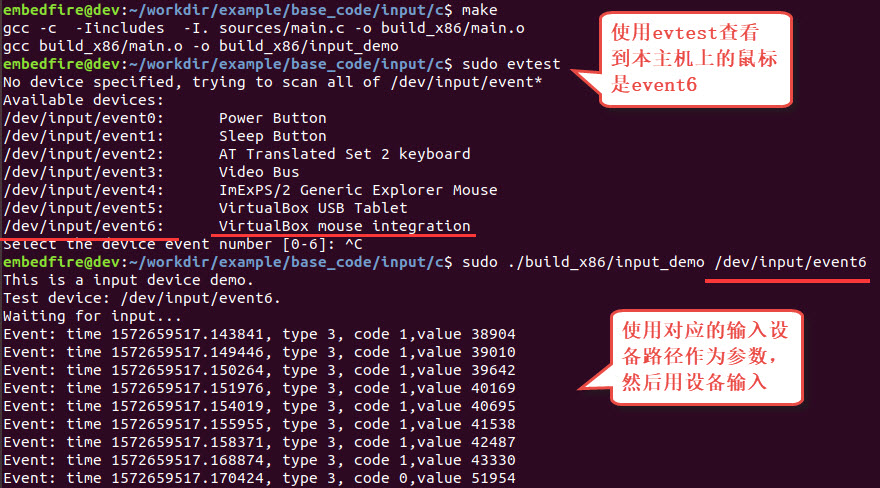 embedfire@dev:~/workdir/example/base_code/input/c$ make
gcc -c  -Iincludes  -I. sources/main.c -o build_x86/main.o
gcc build_x86/main.o -o build_x86/input_demo
embedfire@dev:~/workdir/example/base_code/input/c$ sudo evtest
No device specified, trying to scan all of /dev/input/event*
Available devices:
/dev/input/event0:      Power Button
/dev/input/event1:      Sleep Button
/dev/input/event2:      AT Translated Set 2 keyboard
/dev/input/event3:      Video Bus
/dev/input/event4:      ImExPS/2 Generic Explorer Mouse
/dev/input/event5:      VirtualBox USB Tablet
/dev/input/event6:      VirtualBox mouse integration
Select the device event number [0-6]: ^C
embedfire@dev:~/workdir/example/base_code/input/c$ sudo ./build_x86/input_demo /dev/input/event6
This is a input device demo.
Test device: /dev/input/event6.
Waiting for input...
Event: time 1572659517.143841, type 3, code 1,value 38904
Event: time 1572659517.149446, type 3, code 1,value 39010
Event: time 1572659517.150264, type 3, code 1,value 39642
Event: time 1572659517.151976, type 3, code 1,value 40169
Event: time 1572659517.154019, type 3, code 1,value 40695
Event: time 1572659517.155955, type 3, code 1,value 41538
Event: time 1572659517.158371, type 3, code 1,value 42487
Event: time 1572659517.168874, type 3, code 1,value 43330
Event: time 1572659517.170424, type 3, code 0,value 51954
使用evtest查看
到本主机上的鼠标
是event6
使用对应的输入设
备路径作为参数，
然后用设备输入